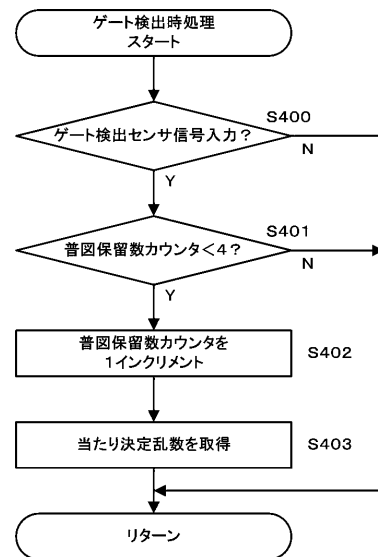 ゲート検出時処理
スタート
S400
ゲート検出センサ信号入力？
N
Y
S401
普図保留数カウンタ＜４？
N
Y
普図保留数カウンタを
１インクリメント
S402
当たり決定乱数を取得
S403
リターン